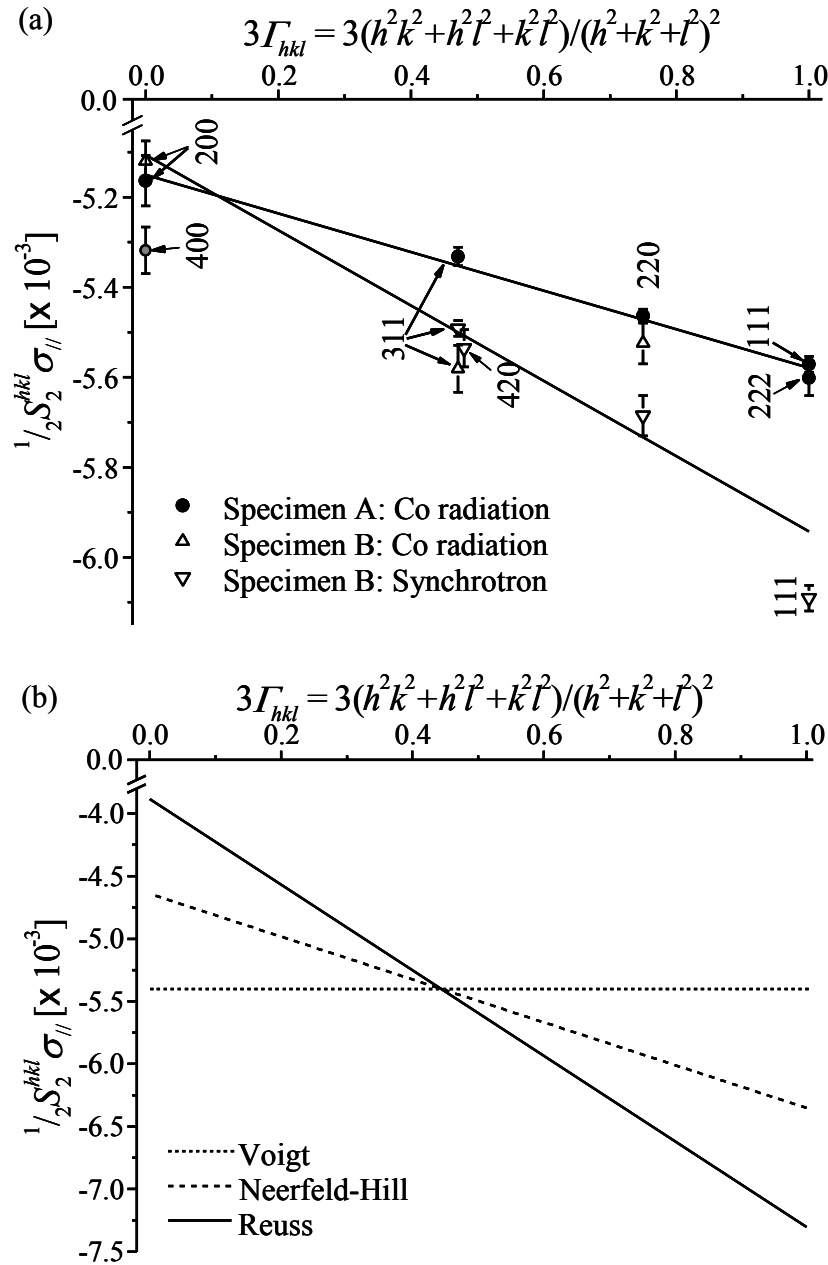 (a)
3Γhkl = 3(h²k²+h²l²+k²l²)/(h²+k²+l²)²
0.0 0.2 0.4 0.6 0.8 1.0
0.0
200
-5.2
400
220
-5.4
311
111
420
222
-5.6
-5.8
-6.0
½S₂ʰᵏˡ σ// [x 10⁻³]
Specimen A: Co radiation
Specimen B: Co radiation
Specimen B: Synchrotron
111
(b)
3Γhkl = 3(h²k²+h²l²+k²l²)/(h²+k²+l²)²
0.0 0.2 0.4 0.6 0.8 1.0
0.0
-4.0
-4.5
-5.0
-5.5
-6.0
-6.5
-7.0
-7.5
½S₂ʰᵏˡ σ// [x 10⁻³]
Voigt
Neerfeld-Hill
Reuss